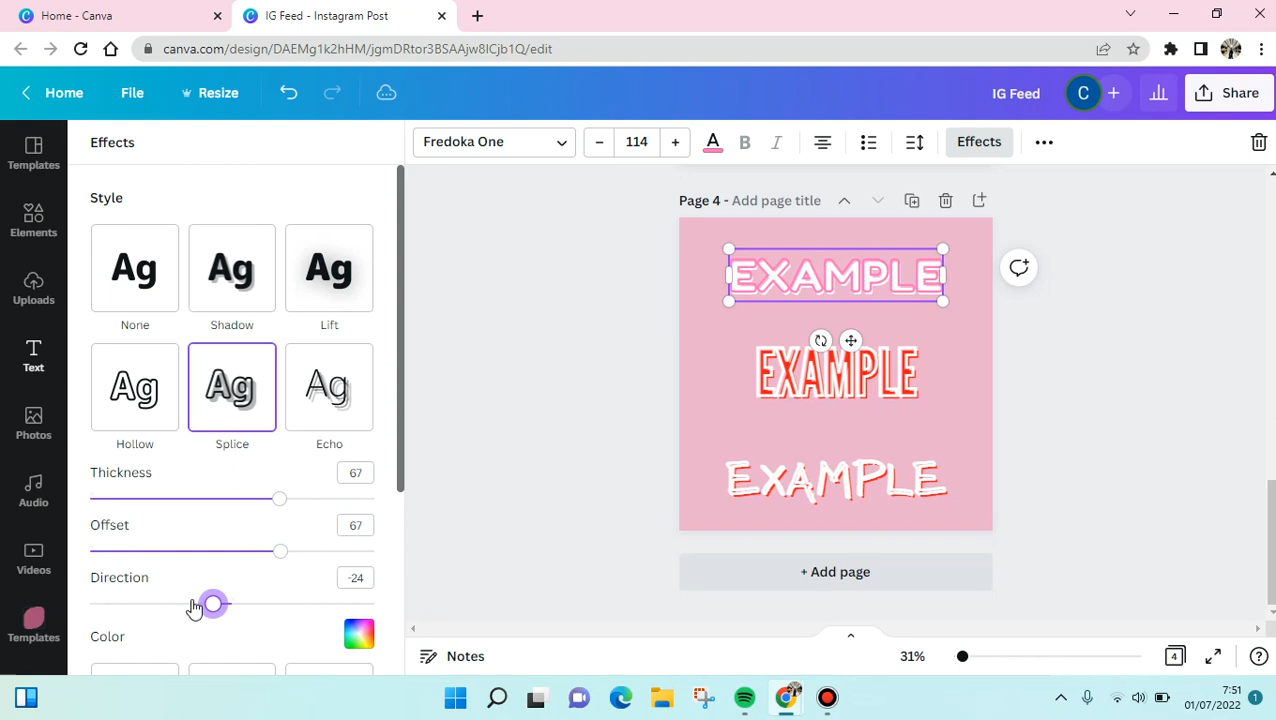 Home - Canva
IG Feed - Instagram Post
canva.com/design/DAEMg1k2hHM/jgmDRtor3BSAAjw8ICjb1Q/edit
Home
File
Resize
IG Feed
C
Share
Templates
Elements
Uploads
Text
Photos
Audio
Videos
Templates
Effects
Style
Ag
Ag
Ag
None
Shadow
Lift
Ag
Ag
Ag
Hollow
Splice
Echo
Thickness
67
Offset
67
Direction
-24
Color
Fredoka One
114
A
B
I
Effects
Page 4 - Add page title
EXAMPLE
EXAMPLE
EXAMPLE
+ Add page
Notes
31%
4
7:51
01/07/2022
1